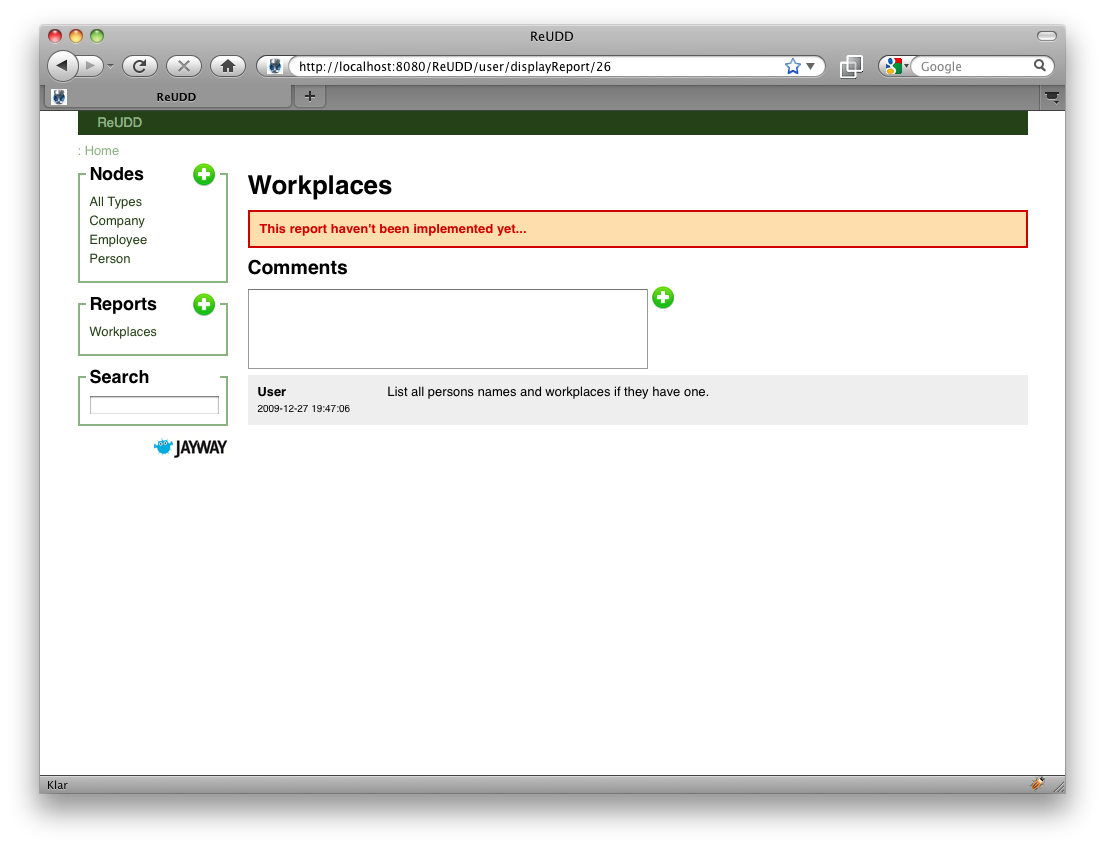 ReUDD
http://localhost:8080/ReUDD/user/displayReport/26
Google
ReUDD
ReUDD
: Home
Nodes
All Types
Company
Employee
Person
Reports
Workplaces
Search
JAYWAY
Workplaces
This report haven't been implemented yet...
Comments
User
2009-12-27 19:47:06
List all persons names and workplaces if they have one.
Klar